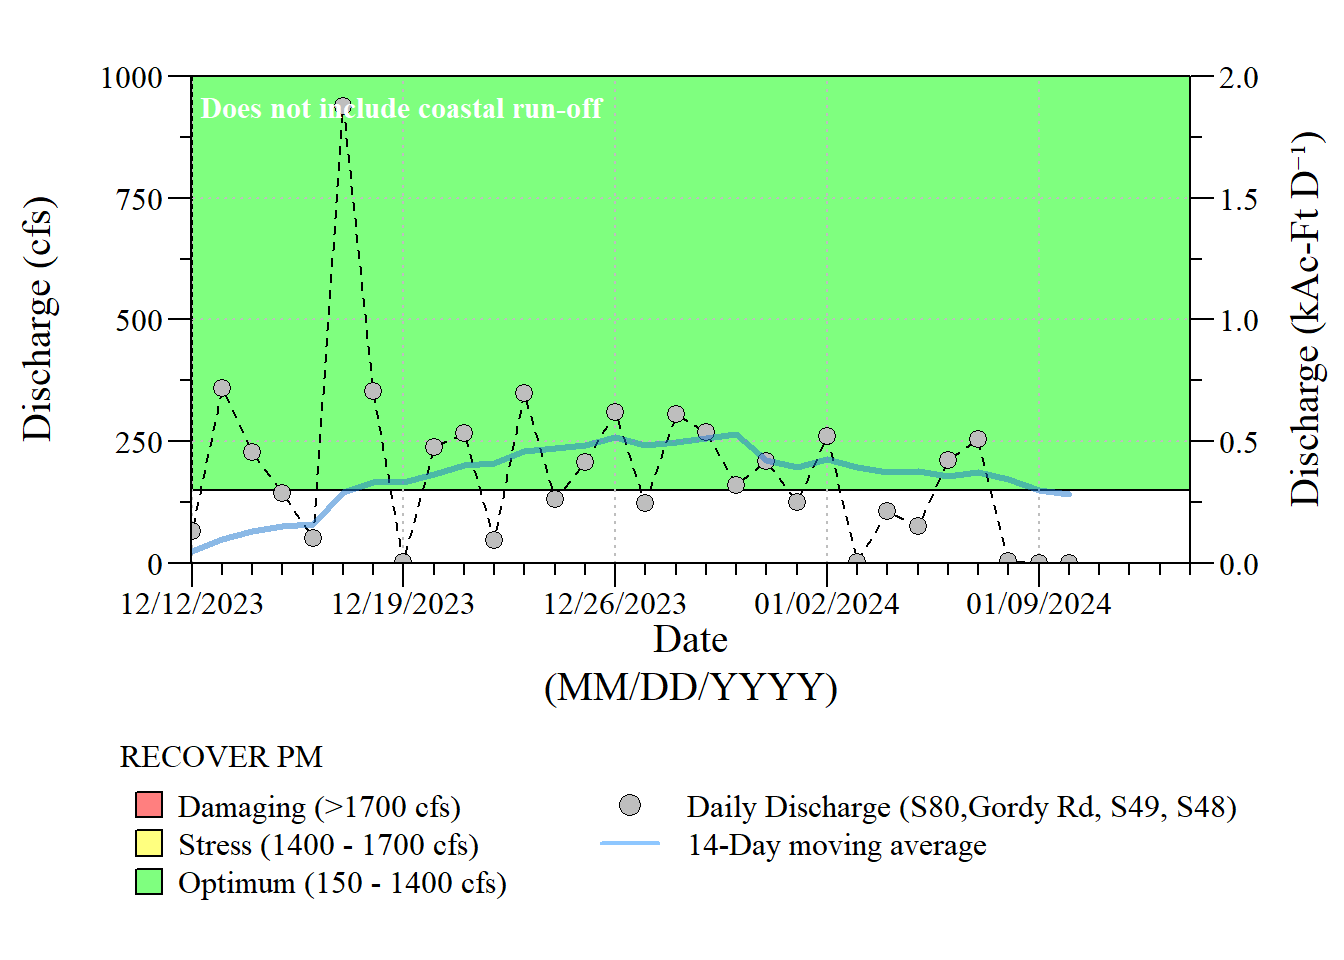 Does not include coastal run-off
1000
750
500
250
0
Discharge (cfs)
2.0
1.5
1.0
0.5
0.0
Discharge (kAc-Ft D⁻¹)
12/12/2023 12/19/2023 12/26/2023 01/02/2024 01/09/2024
Date
(MM/DD/YYYY)
RECOVER PM
Damaging (>1700 cfs)
Stress (1400 - 1700 cfs)
Optimum (150 - 1400 cfs)
Daily Discharge (S80,Gordy Rd, S49, S48)
14-Day moving average